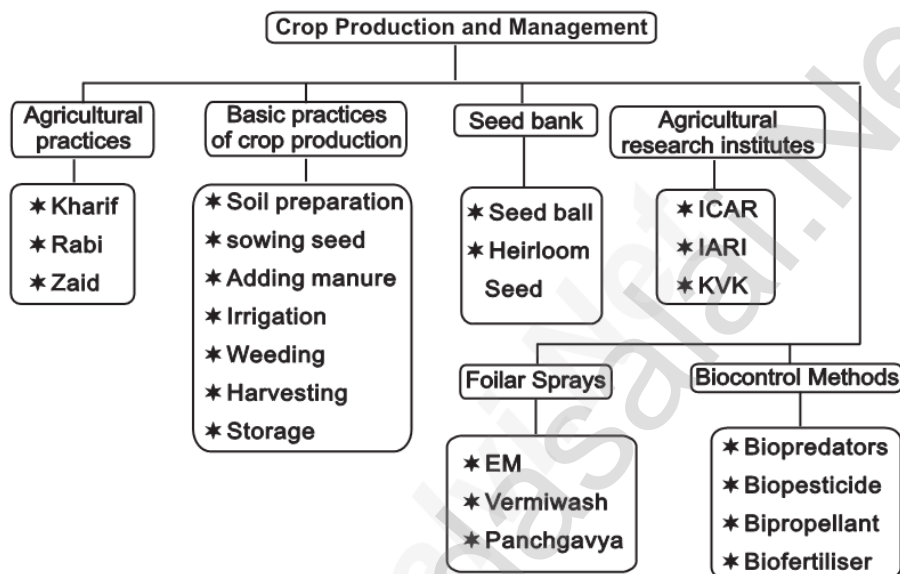 Crop Production and Management
Agricultural
practices
★ Kharif
★ Rabi
★ Zaid
Basic practices
of crop production
★ Soil preparation
★ sowing seed
★ Adding manure
★ Irrigation
★ Weeding
★ Harvesting
★ Storage
Seed bank
★ Seed ball
★ Heirloom
Seed
Agricultural
research institutes
★ ICAR
★ IARI
★ KVK
Foilar Sprays
★ EM
★ Vermiwash
★ Panchgavya
Biocontrol Methods
★ Biopredators
★ Biopesticide
★ Bipropellant
★ Biofertiliser